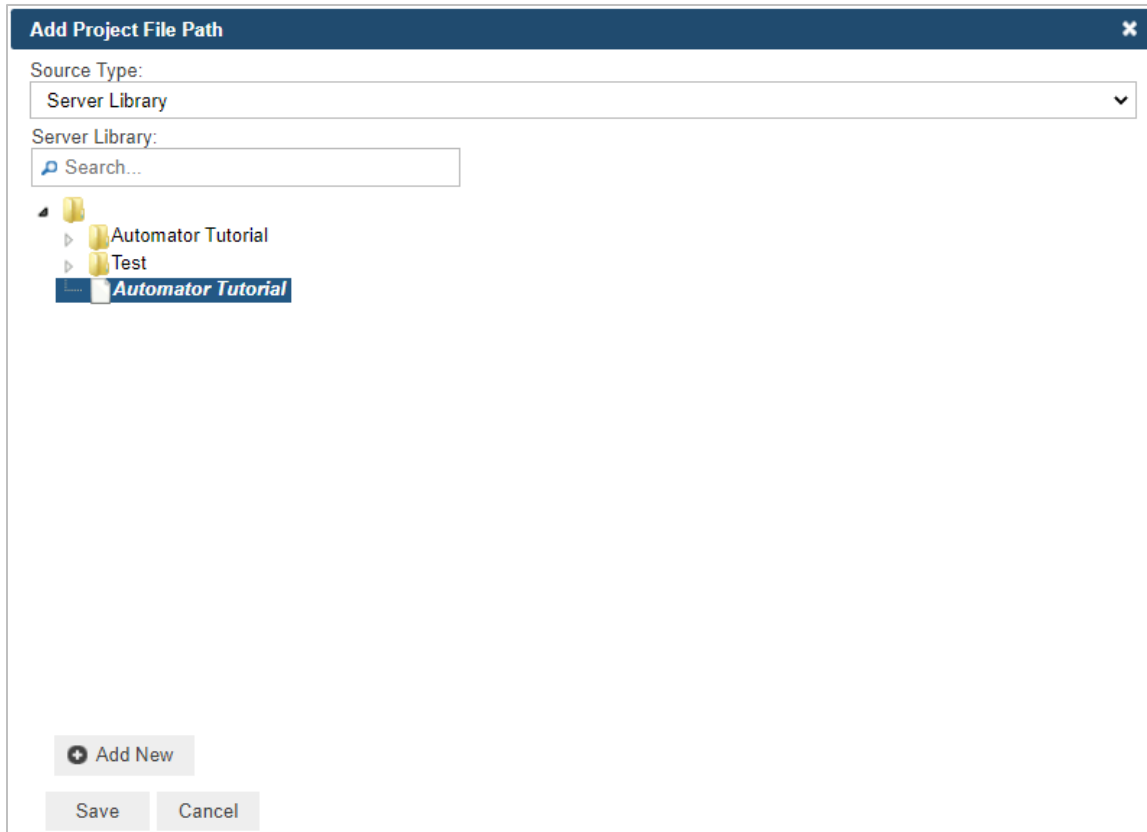 Add Project File Path
Source Type:
Server Library
Server Library:
Search...
Automator Tutorial
Test
Automator Tutorial
Add New
Save Cancel